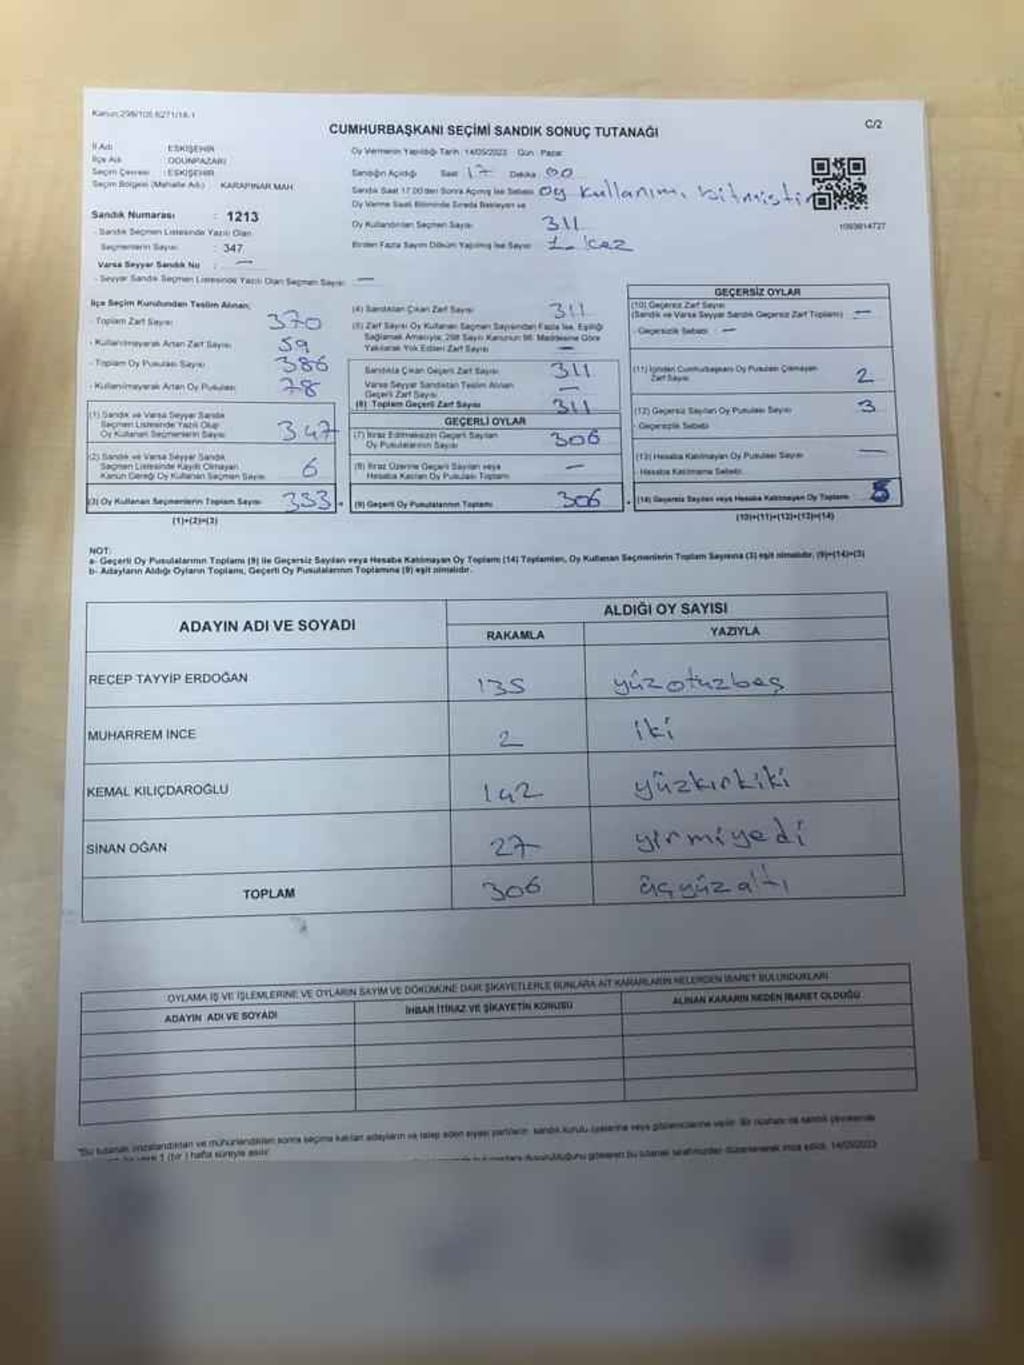 Kanun:298/105 6271/18-1
CUMHURBAŞKANI SEÇİMİ SANDIK SONUÇ TUTANAĞI
C/2
İl Adı : ESKİŞEHİR
İlçe Adı : ODUNPAZARI
Seçim Çevresi : ESKİŞEHİR
Seçim Bölgesi (Mahalle Adı) : KARAPINAR MAH.
Sandık Numarası : 1213
- Sandık Seçmen Listesinde Yazılı Olan
Seçmenlerin Sayısı : 347
Varsa Seyyar Sandık No : —
- Seyyar Sandık Seçmen Listesinde Yazılı Olan Seçmen Sayısı : —
Oy Vermenin Yapıldığı Tarih : 14/05/2023 Gün : Pazar
Sandığın Açıldığı Saat 17 Dakika 00
Sandık Saat 17.00'den Sonra Açılmış İse Sebebi Oy kullanımı bitmiştir
Oy Verme Saati Bitiminde Sırada Bekleyen ve
Oy Kullandırılan Seçmen Sayısı 311
Birden Fazla Sayım Döküm Yapılmış İse Sayısı 1. kez
1093814727
İlçe Seçim Kurulundan Teslim Alınan;
- Toplam Zarf Sayısı 370
- Kullanılmayarak Artan Zarf Sayısı 59
- Toplam Oy Pusulası Sayısı 386
- Kullanılmayarak Artan Oy Pusulası 78
(1) Sandık ve Varsa Seyyar Sandık
Seçmen Listesinde Yazılı Olup
Oy Kullanan Seçmenlerin Sayısı 347
(2) Sandık ve Varsa Seyyar Sandık
Seçmen Listesinde Kayıtlı Olmayan
Kanun Gereği Oy Kullanan Seçmen Sayısı 6
(3) Oy Kullanan Seçmenlerin Toplam Sayısı 353
(1)+(2)=(3)
(4) Sandıktan Çıkan Zarf Sayısı 311
(5) Zarf Sayısı Oy Kullanan Seçmen Sayısından Fazla İse, Eşitliği
Sağlamak Amacıyla; 298 Sayılı Kanunun 98. Maddesine Göre
Yakılarak Yok Edilen Zarf Sayısı —
Sandıkta Çıkan Geçerli Zarf Sayısı 311
Varsa Seyyar Sandıktan Teslim Alınan
Geçerli Zarf Sayısı —
(6) Toplam Geçerli Zarf Sayısı 311
GEÇERLİ OYLAR
(7) İtiraz Edilmeksizin Geçerli Sayılan
Oy Pusulalarının Sayısı 306
(8) İtiraz Üzerine Geçerli Sayılan veya
Hesaba Katılan Oy Pusulası Toplamı —
(9) Geçerli Oy Pusulalarının Toplamı 306
GEÇERSİZ OYLAR
(10) Geçersiz Zarf Sayısı
(Sandık ve Varsa Seyyar Sandık Geçersiz Zarf Toplamı) —
- Geçersizlik Sebebi : —
(11) İçinden Cumhurbaşkanı Oy Pusulası Çıkmayan
Zarf Sayısı 2
(12) Geçersiz Sayılan Oy Pusulası Sayısı 3
- Geçersizlik Sebebi
(13) Hesaba Katılmayan Oy Pusulası Sayısı —
- Hesaba Katılmama Sebebi
(14) Geçersiz Sayılan veya Hesaba Katılmayan Oy Toplamı 5
(10)+(11)+(12)+(13)=(14)
NOT:
a- Geçerli Oy Pusulalarının Toplamı (9) ile Geçersiz Sayılan veya Hesaba Katılmayan Oy Toplamı (14) Toplamları, Oy Kullanan Seçmenlerin Toplam Sayısına (3) eşit olmalıdır. (9)+(14)=(3)
b- Adayların Aldığı Oyların Toplamı, Geçerli Oy Pusulalarının Toplamına (9) eşit olmalıdır.
ADAYIN ADI VE SOYADI
ALDIĞI OY SAYISI
RAKAMLA YAZIYLA
RECEP TAYYİP ERDOĞAN 135 yüzotuzbeş
MUHARREM İNCE 2 iki
KEMAL KILIÇDAROĞLU 142 yüzkırkiki
SİNAN OĞAN 27 yirmiyedi
TOPLAM 306 üçyüzaltı
OYLAMA İŞ VE İŞLEMLERİNE VE OYLARIN SAYIM VE DÖKÜMÜNE DAİR ŞİKAYETLERLE BUNLARA AİT KARARLARIN NELERDEN İBARET BULUNDUKLARI
ADAYIN ADI VE SOYADI İHBAR İTİRAZ VE ŞİKAYETİN KONUSU ALINAN KARARIN NEDEN İBARET OLDUĞU
"Bu tutanak imzalandıktan ve mühürlendikten sonra seçime katılan adayların ve talep eden siyasi partilerin sandık kurulu üyelerine veya gözlemcilerine verilir. Bir nüshası da sandık çevresinde
1 (bir) hafta süreyle asılır.
bu tutanak tarafımızdan düzenlenerek imza edildi. 14/05/2023